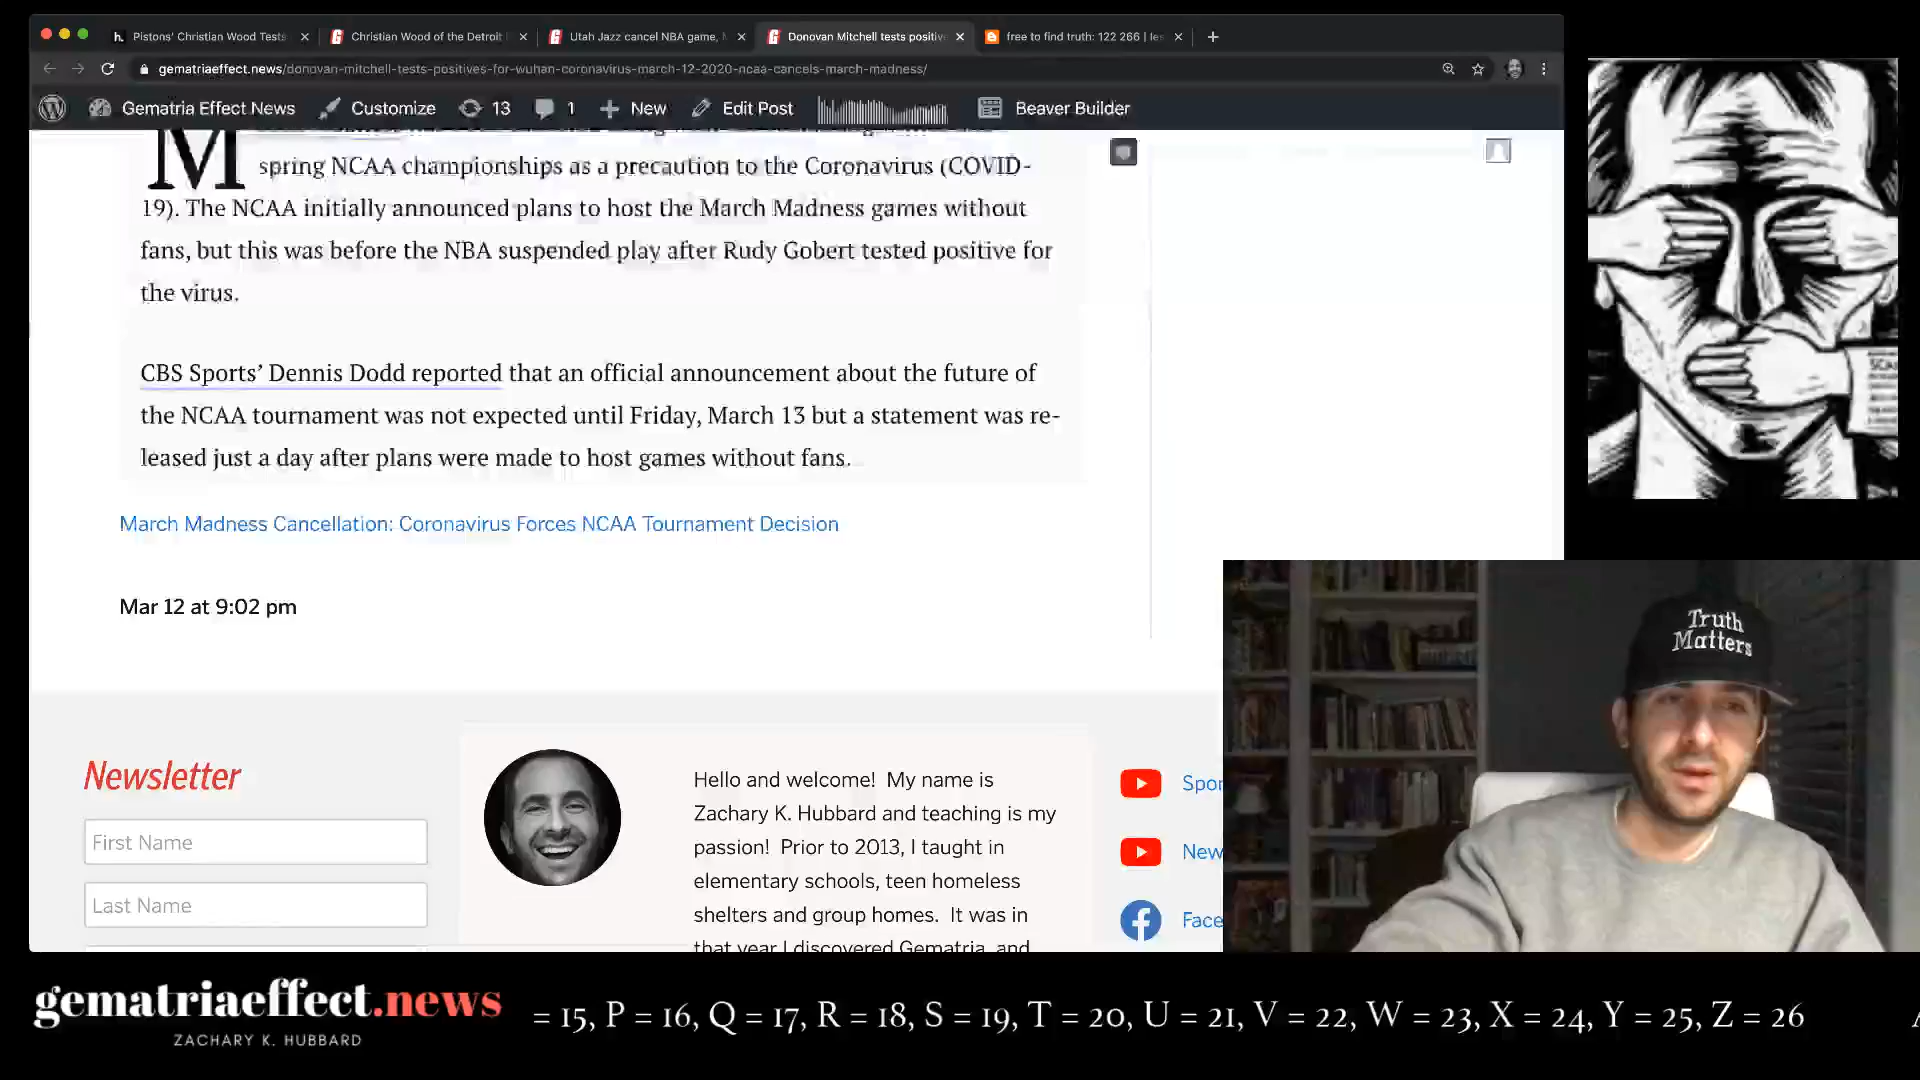 Pistons' Christian Wood Tests
Christian Wood of the Detroit
Utah Jazz cancel NBA game, M
Donovan Mitchell tests positive
free to find truth: 122 266 | les
gematriaeffect.news/donovan-mitchell-tests-positives-for-wuhan-coronavirus-march-12-2020-ncaa-cancels-march-madness/
Gematria Effect News
Customize
13
1
New
Edit Post
Beaver Builder
M
spring NCAA championships as a precaution to the Coronavirus (COVID-
19). The NCAA initially announced plans to host the March Madness games without
fans, but this was before the NBA suspended play after Rudy Gobert tested positive for
the virus.
CBS Sports’ Dennis Dodd reported that an official announcement about the future of
the NCAA tournament was not expected until Friday, March 13 but a statement was re-
leased just a day after plans were made to host games without fans.
March Madness Cancellation: Coronavirus Forces NCAA Tournament Decision
Mar 12 at 9:02 pm
Newsletter
First Name
Last Name
Hello and welcome! My name is
Zachary K. Hubbard and teaching is my
passion! Prior to 2013, I taught in
elementary schools, teen homeless
shelters and group homes. It was in
that year I discovered Gematria, and
Spor
New
Face
Truth
Matters
gematriaeffect.news
ZACHARY K. HUBBARD
= 15, P = 16, Q = 17, R = 18, S = 19, T = 20, U = 21, V = 22, W = 23, X = 24, Y = 25, Z = 26